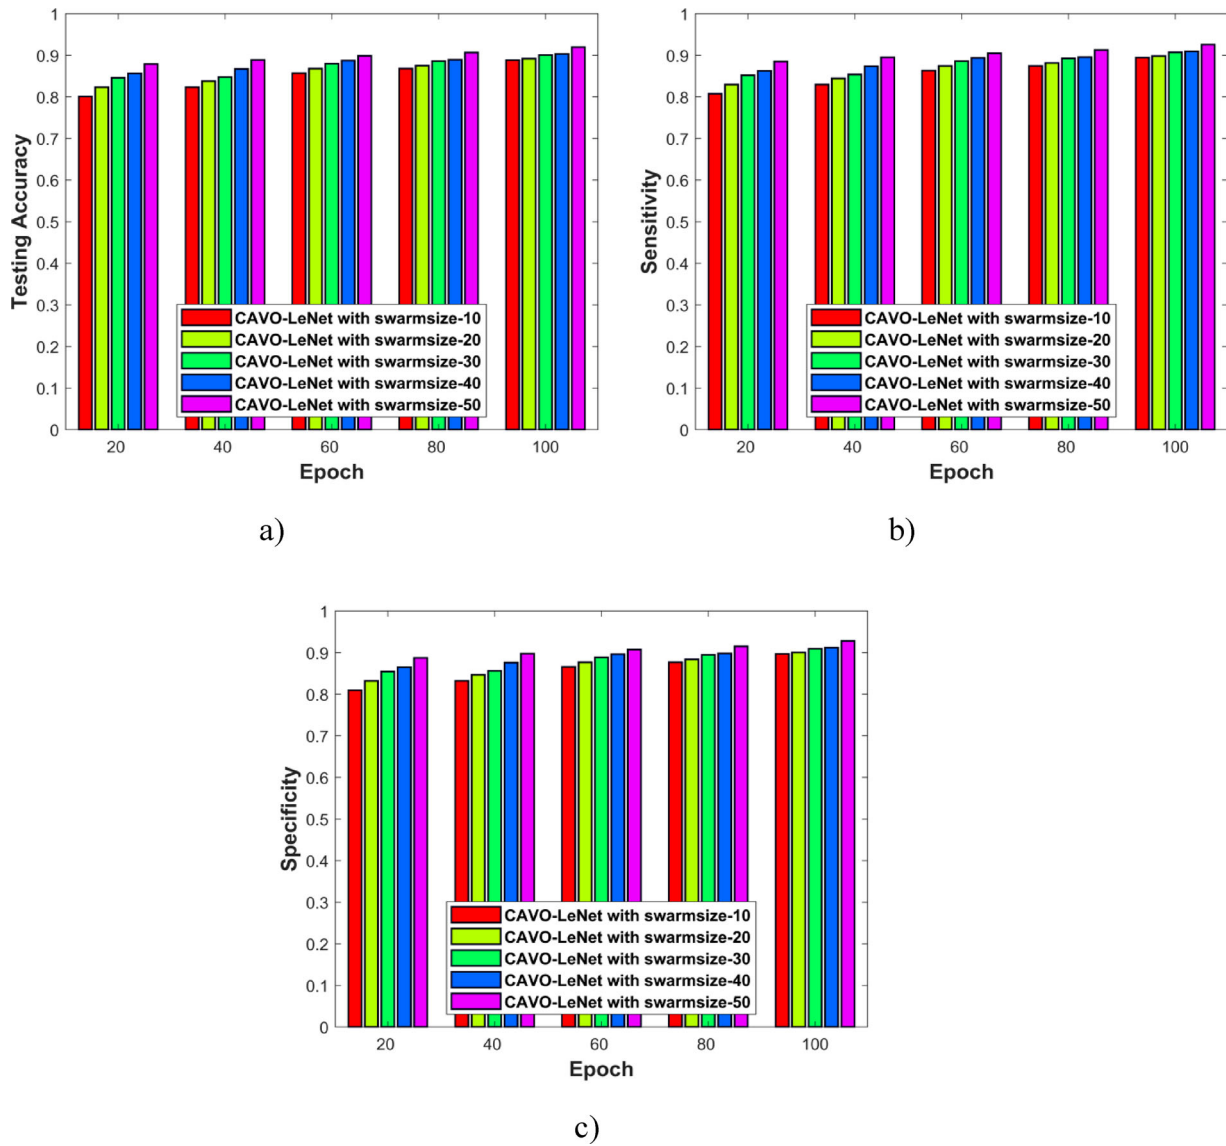 1
0.9
0.8
0.7
0.6
0.5
0.4
0.3
0.2
0.1
0
Testing Accuracy
CAVO-LeNet with swarmsize-10
CAVO-LeNet with swarmsize-20
CAVO-LeNet with swarmsize-30
CAVO-LeNet with swarmsize-40
CAVO-LeNet with swarmsize-50
20 40 60 80 100
Epoch
a)
1
0.9
0.8
0.7
0.6
0.5
0.4
0.3
0.2
0.1
0
Sensitivity
CAVO-LeNet with swarmsize-10
CAVO-LeNet with swarmsize-20
CAVO-LeNet with swarmsize-30
CAVO-LeNet with swarmsize-40
CAVO-LeNet with swarmsize-50
20 40 60 80 100
Epoch
b)
1
0.9
0.8
0.7
0.6
0.5
0.4
0.3
0.2
0.1
0
Specificity
CAVO-LeNet with swarmsize-10
CAVO-LeNet with swarmsize-20
CAVO-LeNet with swarmsize-30
CAVO-LeNet with swarmsize-40
CAVO-LeNet with swarmsize-50
20 40 60 80 100
Epoch
c)